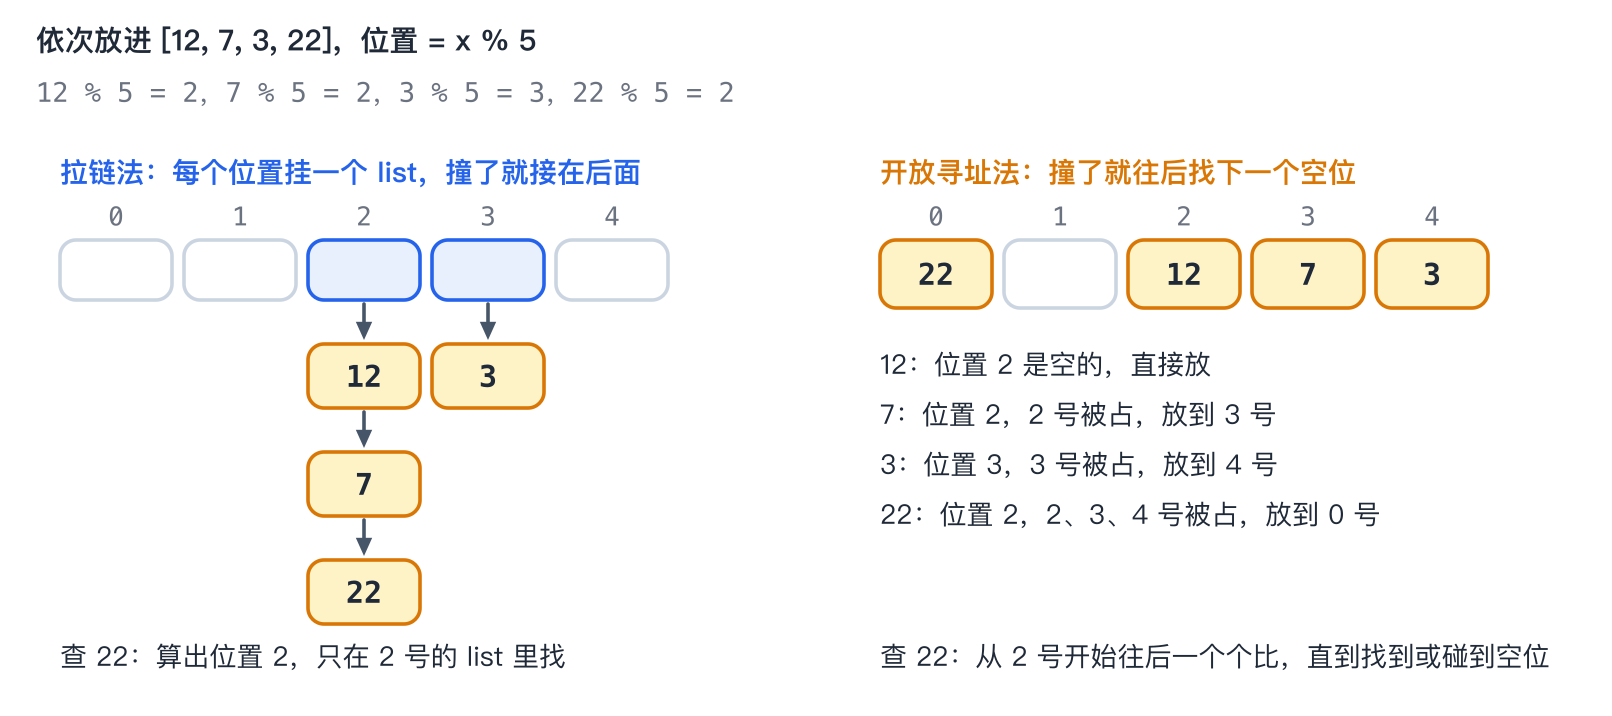 依次放进 [12, 7, 3, 22]，位置 = x % 5
12 % 5 = 2, 7 % 5 = 2, 3 % 5 = 3, 22 % 5 = 2
拉链法：每个位置挂一个 list，撞了就接在后面
0 1 2 3 4
12 3
7
22
查 22：算出位置 2，只在 2 号的 list 里找
开放寻址法：撞了就往后找下一个空位
0 1 2 3 4
22 12 7 3
12：位置 2 是空的，直接放
7：位置 2，2 号被占，放到 3 号
3：位置 3，3 号被占，放到 4 号
22：位置 2，2、3、4 号被占，放到 0 号
查 22：从 2 号开始往后一个个比，直到找到或碰到空位